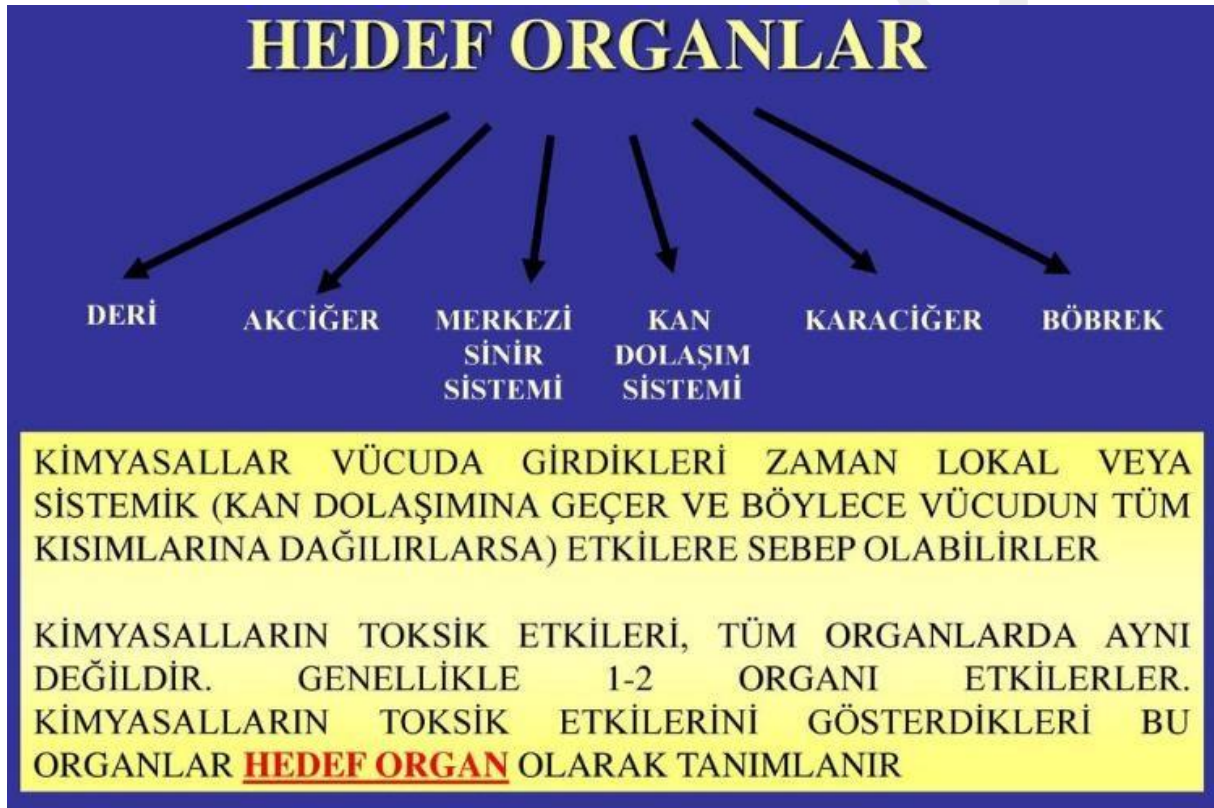 HEDEF ORGANLAR
DERİ
AKCİĞER
MERKEZİ
SİNİR
SİSTEMİ
KAN
DOLAŞIM
SİSTEMİ
KARACİĞER
BÖBREK
KİMYASALLAR VÜCUDA GİRDİKLERİ ZAMAN LOKAL VEYA
SİSTEMİK (KAN DOLAŞIMINA GEÇER VE BÖYLECE VÜCUDUN TÜM
KISIMLARINA DAĞILIRLARSA) ETKİLERE SEBEP OLABİLİRLER
KİMYASALLARIN TOKSİK ETKİLERİ, TÜM ORGANLARDA AYNI
DEĞİLDİR. GENELLİKLE 1-2 ORGANI ETKİLERLER.
KİMYASALLARIN TOKSİK ETKİLERİNİ GÖSTERDİKLERİ BU
ORGANLAR HEDEF ORGAN OLARAK TANIMLANIR